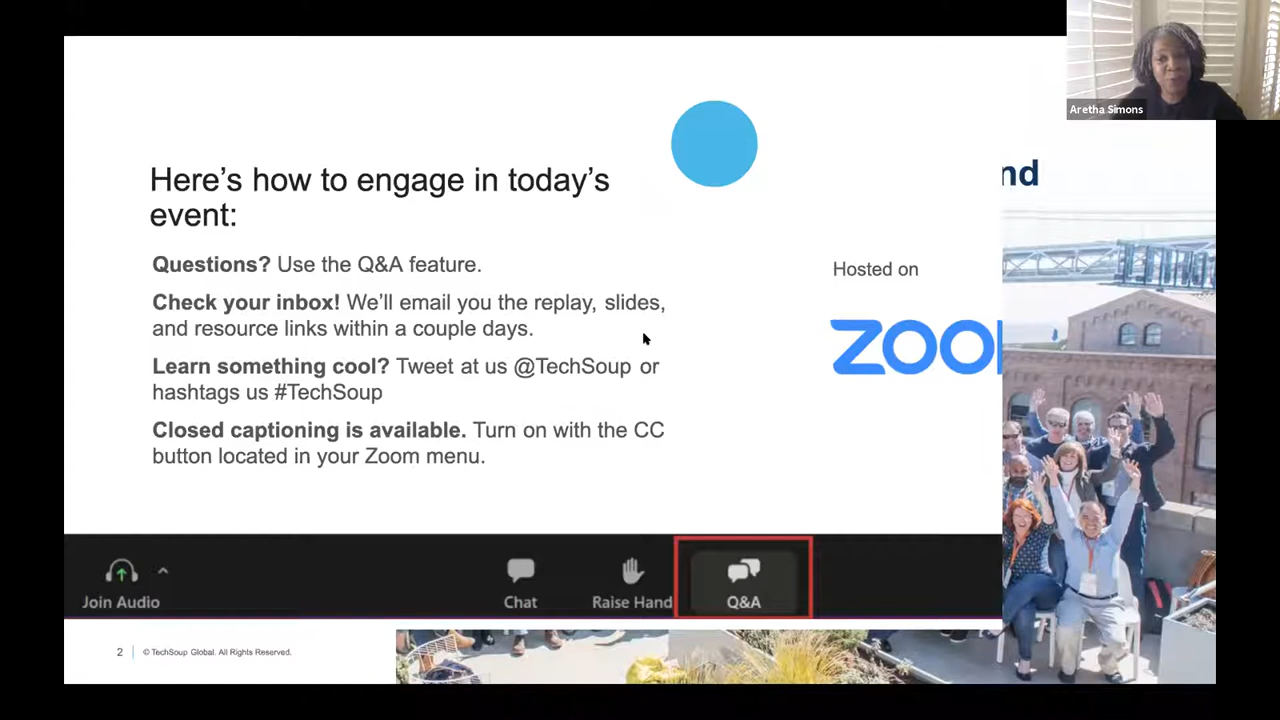 Aretha Simons
Here's how to engage in today's
event:
Questions? Use the Q&A feature.
Check your inbox! We'll email you the replay, slides,
and resource links within a couple days.
Learn something cool? Tweet at us @TechSoup or
hashtags us #TechSoup
Closed captioning is available. Turn on with the CC
button located in your Zoom menu.
nd
Hosted on
zoo
Join Audio
Chat
Raise Hand
Q&A
2
© TechSoup Global. All Rights Reserved.